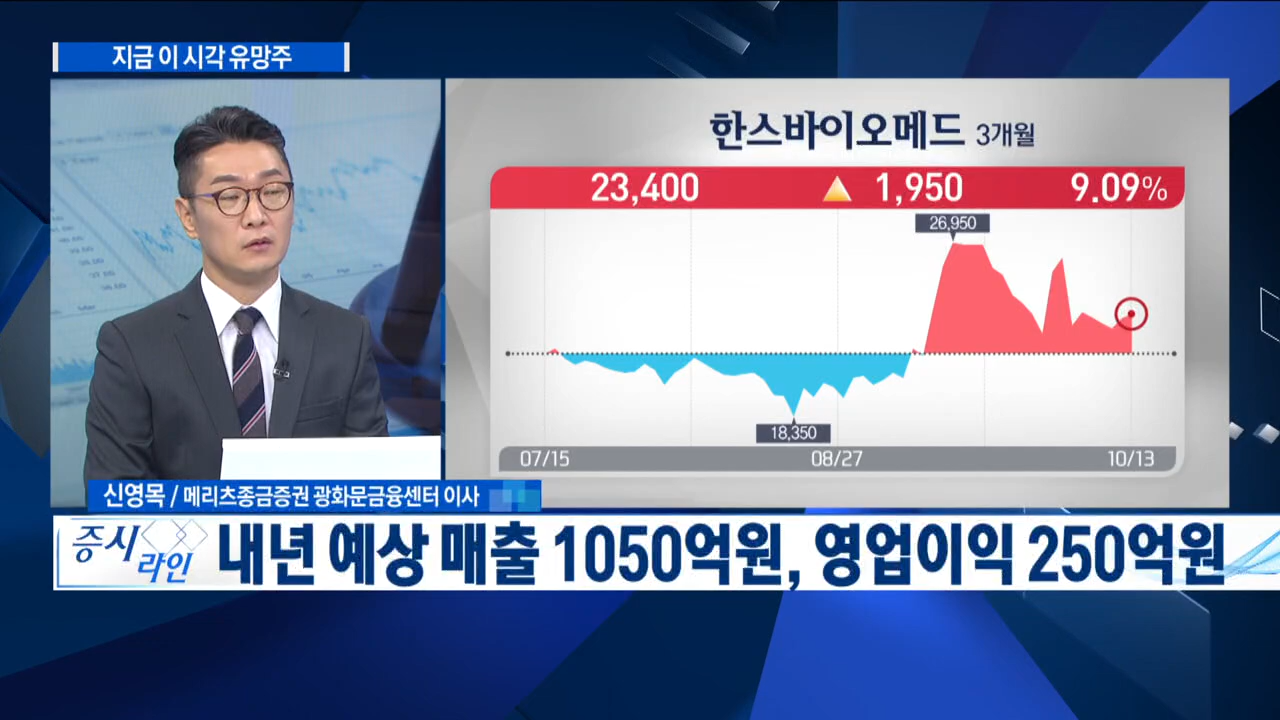 지금 이 시각 유망주
한스바이오메드 3개월
23,400 ▲ 1,950 9.09%
26,950
18,350
07/15 08/27 10/13
신영목 / 메리츠종금증권 광화문금융센터 이사
증시라인
내년 예상 매출 1050억원, 영업이익 250억원